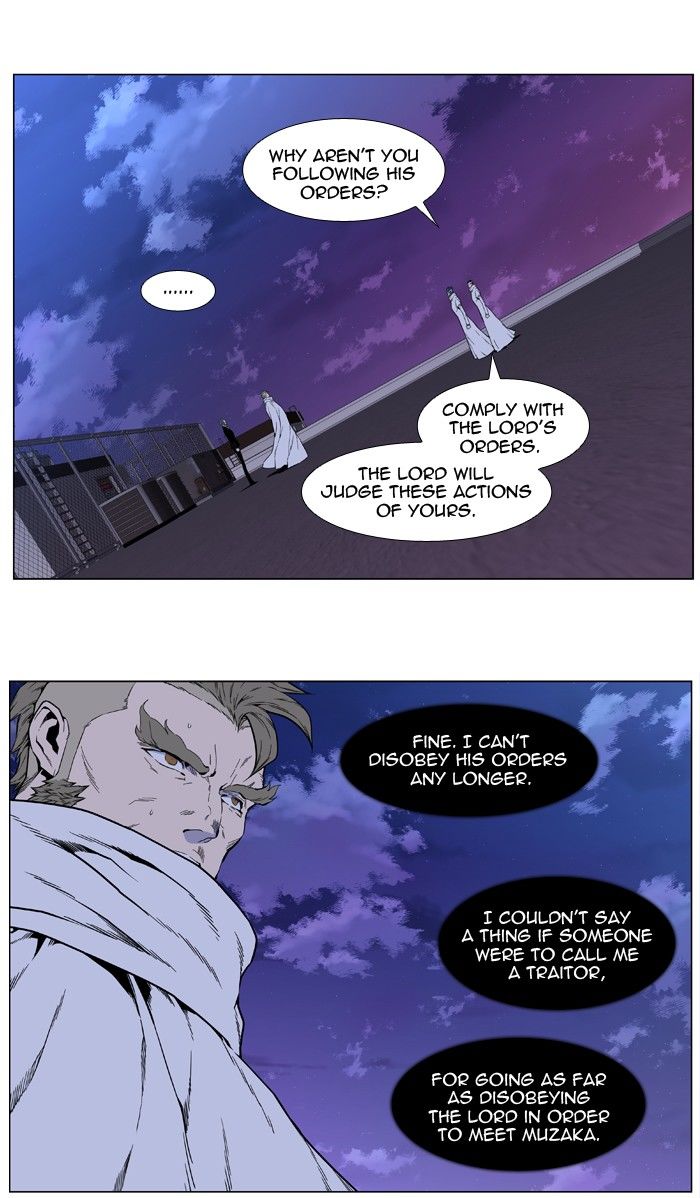 WHY AREN'T YOU
FOLLOWING HIS
ORDERS?
......
COMPLY WITH
THE LORD'S
ORDERS.
THE LORD WILL
JUDGE THESE ACTIONS
OF YOURS.
FINE. I CAN'T
DISOBEY HIS ORDERS
ANY LONGER.
I COULDN'T SAY
A THING IF SOMEONE
WERE TO CALL ME
A TRAITOR,
FOR GOING AS FAR
AS DISOBEYING
THE LORD IN ORDER
TO MEET MUZAKA.